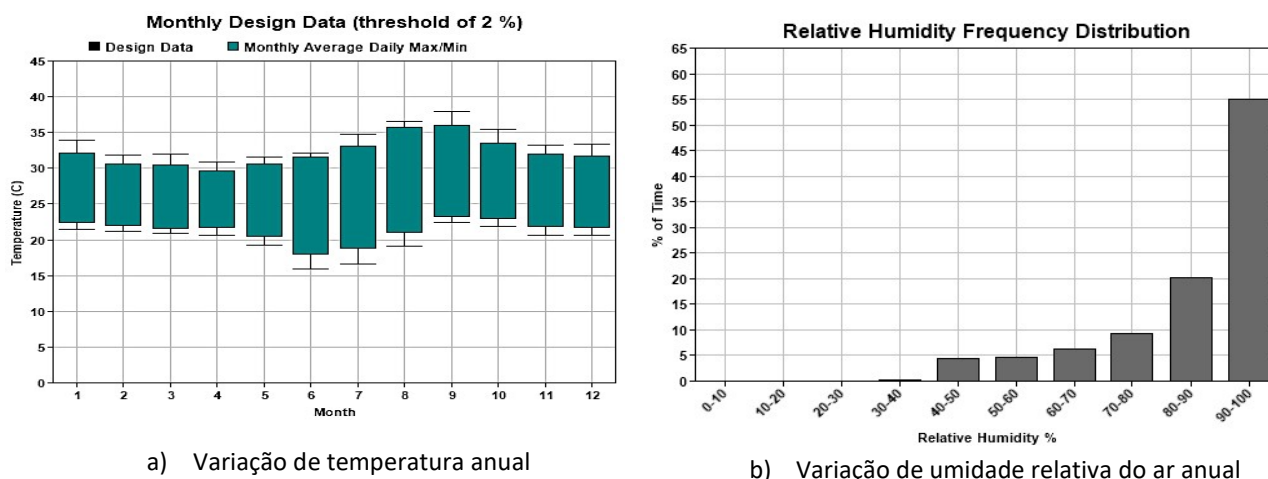 Monthly Design Data (threshold of 2 %)
Design Data Monthly Average Daily Max/Min
45
40
35
30
25
20
15
10
5
0
Temperature (C)
1 2 3 4 5 6 7 8 9 10 11 12
Month
a) Variação de temperatura anual
Relative Humidity Frequency Distribution
65
60
55
50
45
40
35
30
25
20
15
10
5
0
% of Time
0-10 10-20 20-30 30-40 40-50 50-60 60-70 70-80 80-90 90-100
Relative Humidity %
b) Variação de umidade relativa do ar anual